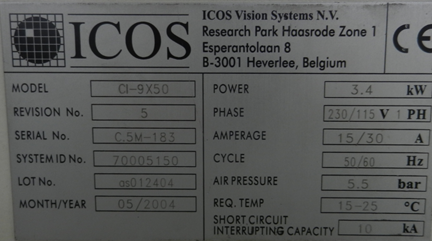 ICOS
ICOS Vision Systems N.V.
Research Park Haasrode Zone 1
Esperantolaan 8
B-3001 Heverlee, Belgium
CE
MODEL CI-9X50
REVISION No. 5
SERIAL No. C.5M-183
SYSTEM ID No. 70005150
LOT No. as012404
MONTH/YEAR 05/2004
POWER 3.4 kW
PHASE 230/115 V 1 PH
AMPERAGE 15/30 A
CYCLE 50/60 Hz
AIR PRESSURE 5.5 bar
REQ. TEMP 15-25 °C
SHORT CIRCUIT
INTERRUPTING CAPACITY 10 kA